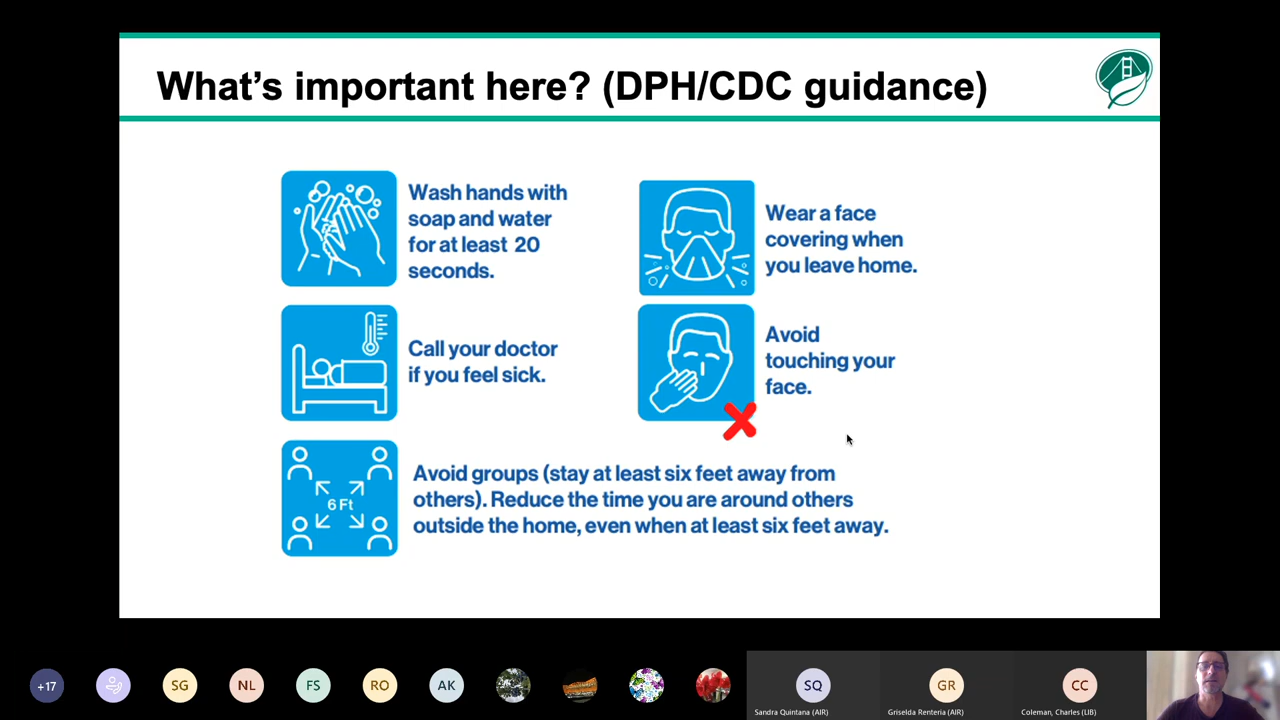 What's important here? (DPH/CDC guidance)
Wash hands with
soap and water
for at least 20
seconds.
Wear a face
covering when
you leave home.
Call your doctor
if you feel sick.
Avoid
touching your
face.
6 Ft
Avoid groups (stay at least six feet away from
others). Reduce the time you are around others
outside the home, even when at least six feet away.
+17
SG
NL
FS
RO
AK
SQ
GR
CC
Sandra Quintana (AIR)
Griselda Renteria (AIR)
Coleman, Charles (LIB)